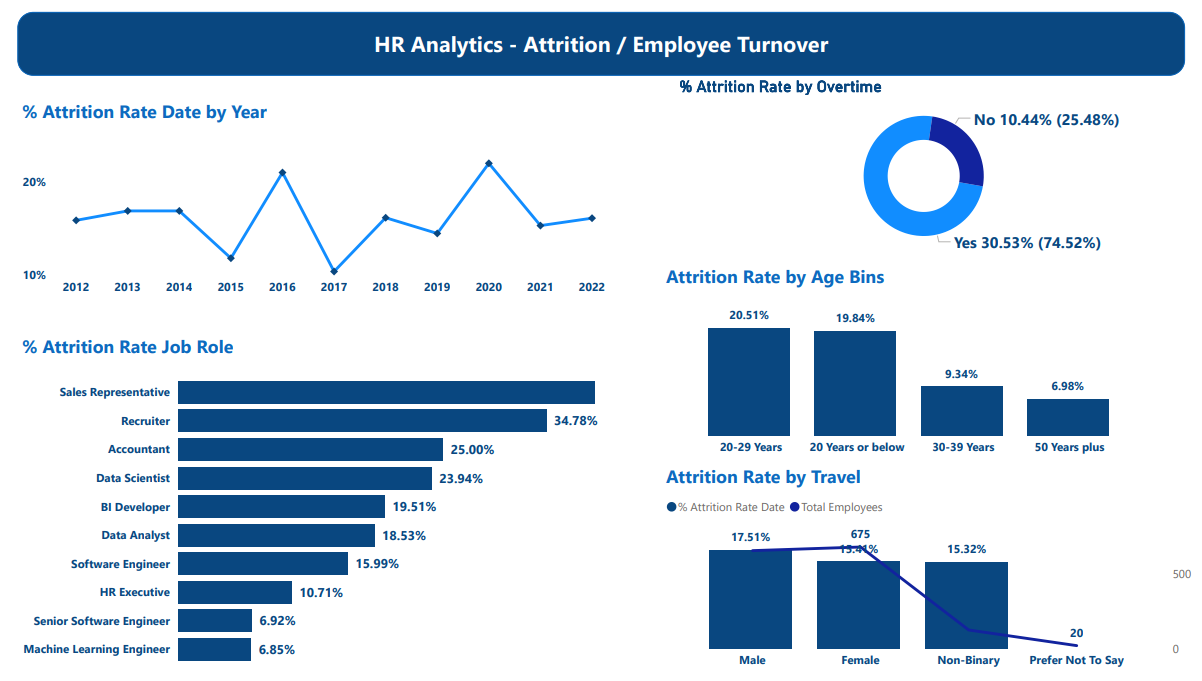 HR Analytics - Attrition / Employee Turnover
% Attrition Rate Date by Year
20%
10%
2012 2013 2014 2015 2016 2017 2018 2019 2020 2021 2022
% Attrition Rate Job Role
Sales Representative
Recruiter 34.78%
Accountant 25.00%
Data Scientist 23.94%
BI Developer 19.51%
Data Analyst 18.53%
Software Engineer 15.99%
HR Executive 10.71%
Senior Software Engineer 6.92%
Machine Learning Engineer 6.85%
% Attrition Rate by Overtime
No 10.44% (25.48%)
Yes 30.53% (74.52%)
Attrition Rate by Age Bins
20.51% 19.84% 9.34% 6.98%
20-29 Years 20 Years or below 30-39 Years 50 Years plus
Attrition Rate by Travel
% Attrition Rate Date Total Employees
17.51% 675 15.32%
500
20
0
Male Female Non-Binary Prefer Not To Say